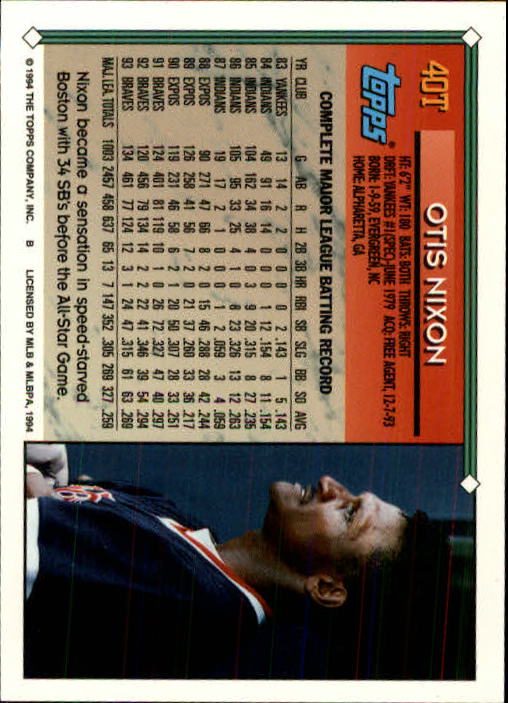 40T
OTIS NIXON
topps®
HT: 6'2" WT: 180 BATS: BOTH THROWS: RIGHT
DRFT: YANKEES #1(SPEC)-JUNE 1979 ACQ: FREE AGENT, 12-7-93
BORN: 1-9-59, EVERGREEN, NC
HOME: ALPHARETTA, GA
COMPLETE MAJOR LEAGUE BATTING RECORD
YR CLUB G AB R H 2B 3B HR RBI SB SLG BB SO AVG
83 YANKEES 13 14 2 2 0 0 0 0 2 .143 1 5 .143
84 INDIANS 49 91 16 14 0 0 0 1 12 .154 8 11 .154
85 INDIANS 104 162 34 38 4 0 3 9 20 .315 8 27 .235
86 INDIANS 105 95 33 25 4 1 0 8 23 .326 13 12 .263
87 INDIANS 19 17 2 1 0 0 0 1 2 .059 3 4 .059
88 EXPOS 90 271 47 66 8 2 0 15 46 .288 28 42 .244
89 EXPOS 126 258 41 56 7 2 0 21 37 .260 33 36 .217
90 EXPOS 119 231 46 58 6 2 1 20 50 .307 28 33 .251
91 BRAVES 124 401 81 119 10 1 0 26 72 .327 47 40 .297
92 BRAVES 120 456 79 134 14 2 2 22 41 .346 39 54 .294
93 BRAVES 134 461 77 124 12 3 1 24 47 .315 61 63 .269
MAJ. LEA. TOTALS 1003 2457 458 637 65 13 7 147 352 .305 269 327 .259
Nixon became a sensation in speed-starved
Boston with 34 SB's before the All-Star Game.
© 1994 THE TOPPS COMPANY, INC. B LICENSED BY MLB & MLBPA, 1994